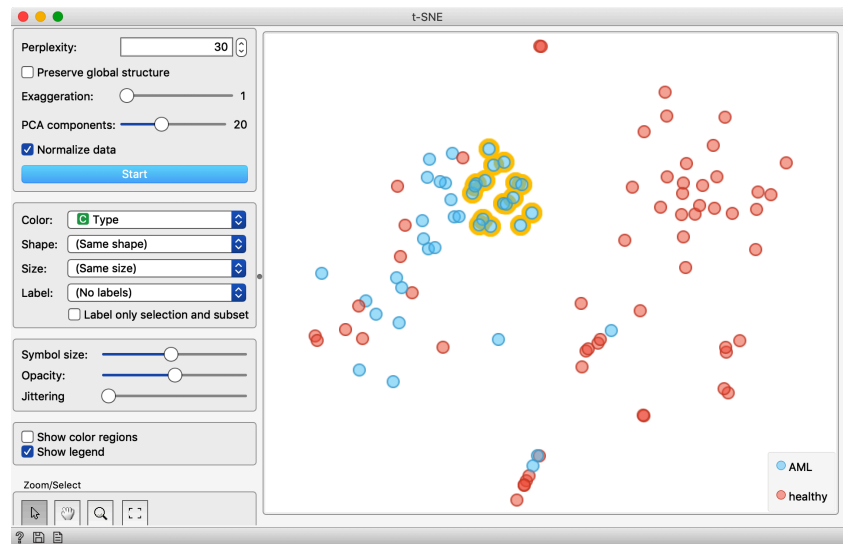 t-SNE
Perplexity: 30
Preserve global structure
Exaggeration: 1
PCA components: 20
Normalize data
Start
Color: C Type
Shape: (Same shape)
Size: (Same size)
Label: (No labels)
Label only selection and subset
Symbol size:
Opacity:
Jittering
Show color regions
Show legend
Zoom/Select
AML
healthy
?